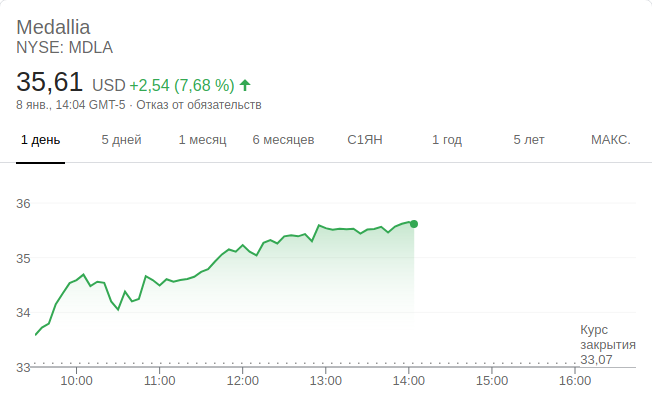 Medallia
NYSE: MDLA
35,61 USD +2,54 (7,68 %)
8 янв., 14:04 GMT-5 · Отказ от обязательств
1 день 5 дней 1 месяц 6 месяцев С1ЯН 1 год 5 лет МАКС.
36
35
34
Курс
закрытия
33,07
33
10:00 11:00 12:00 13:00 14:00 15:00 16:00